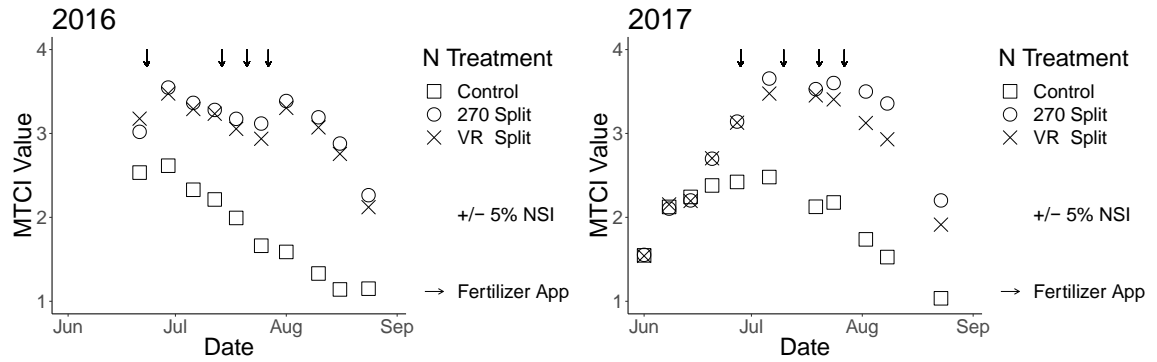 2016
MTCI Value
4
3
2
1
Jun
Jul
Aug
Sep
Date
N Treatment
Control
270 Split
VR Split
+/− 5% NSI
Fertilizer App
2017
MTCI Value
4
3
2
1
Jun
Jul
Aug
Sep
Date
N Treatment
Control
270 Split
VR Split
+/− 5% NSI
Fertilizer App